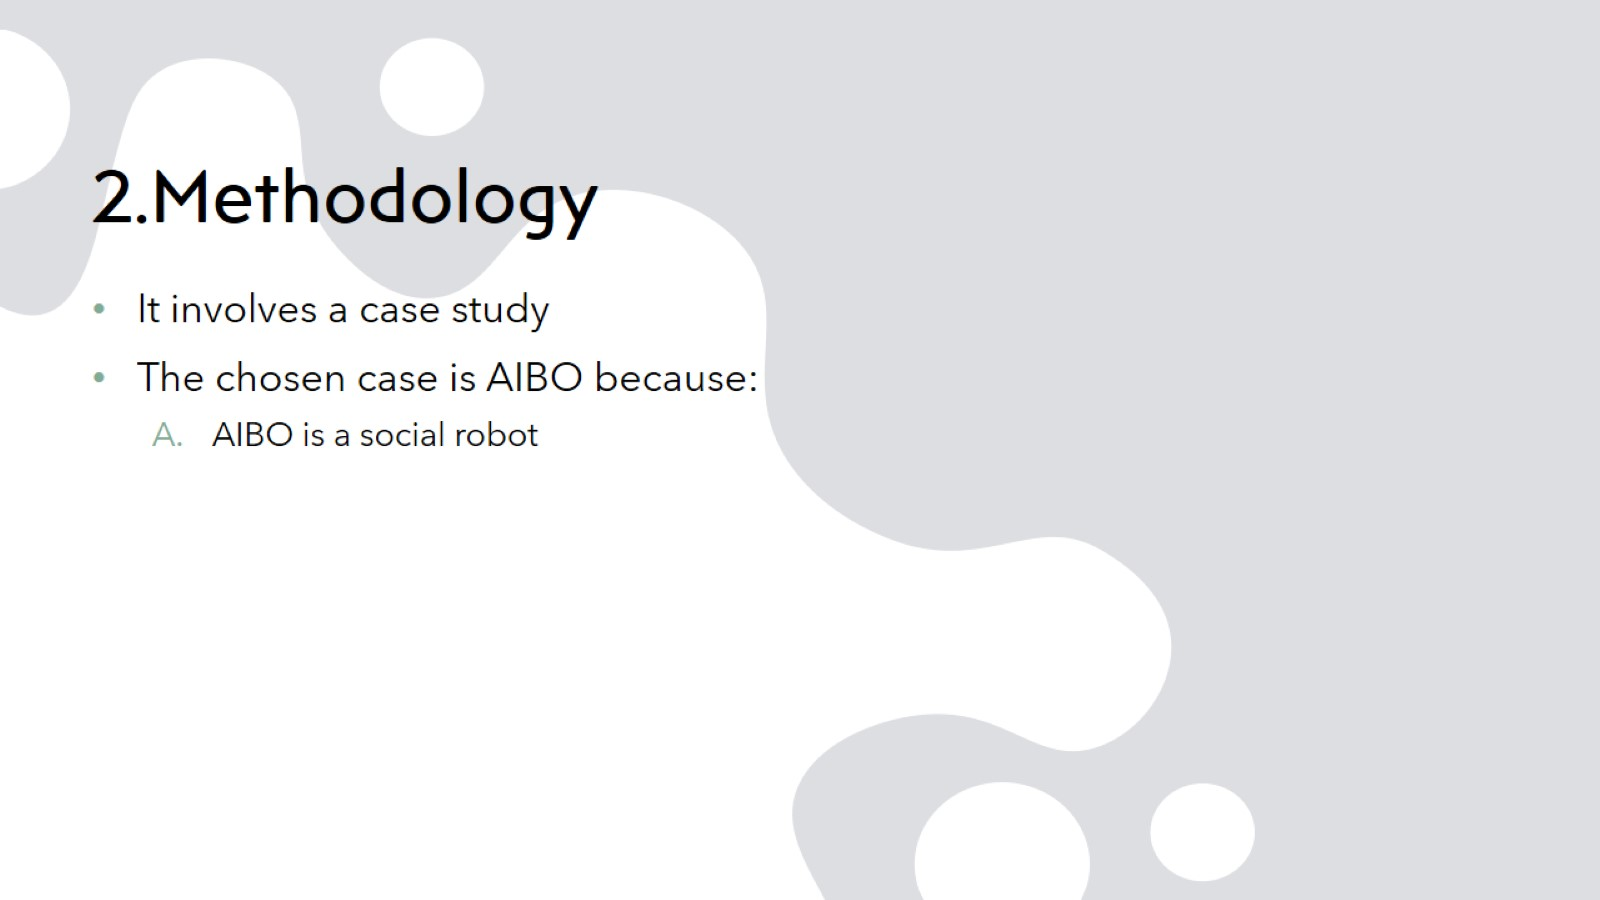 2.Methodology
• It involves a case study
• The chosen case is AIBO because:
A. AIBO is a social robot